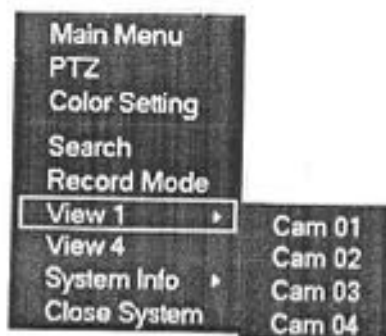 Main Menu
PTZ
Color Setting
Search
Record Mode
View 1
View 4
System Info
Close System
Cam 01
Cam 02
Cam 03
Cam 04